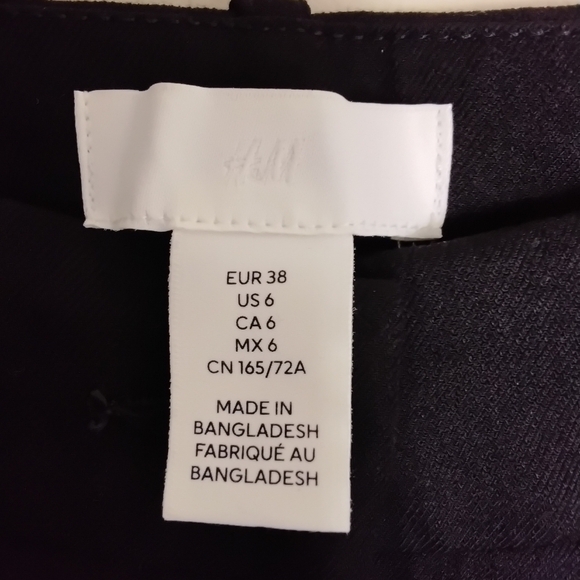 H&M
EUR 38
US 6
CA 6
MX 6
CN 165/72A
MADE IN
BANGLADESH
FABRIQUÉ AU
BANGLADESH